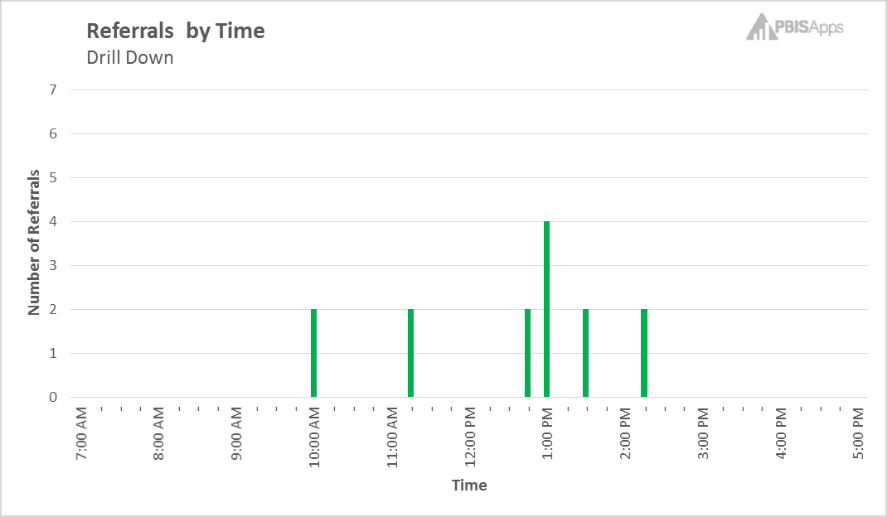 Referrals by Time
Drill Down
PBISApps
7
6
5
4
3
2
1
0
Number of Referrals
7:00 AM
8:00 AM
9:00 AM
10:00 AM
11:00 AM
12:00 PM
1:00 PM
2:00 PM
3:00 PM
4:00 PM
5:00 PM
Time